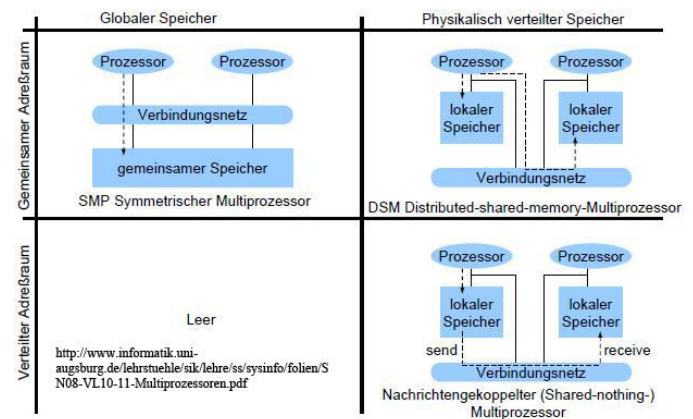 Globaler Speicher
Physikalisch verteilter Speicher
Gemeinsamer Adreßraum
Prozessor
Prozessor
Verbindungsnetz
gemeinsamer Speicher
SMP Symmetrischer Multiprozessor
Prozessor
Prozessor
lokaler
Speicher
lokaler
Speicher
Verbindungsnetz
DSM Distributed-shared-memory-Multiprozessor
Verteilter Adreßraum
Leer
http://www.informatik.uni-
augsburg.de/lehrstuehle/sik/lehre/ss/sysinfo/folien/S
N08-VL10-11-Multiprozessoren.pdf
Prozessor
Prozessor
lokaler
Speicher
lokaler
Speicher
send
receive
Verbindungsnetz
Nachrichtengekoppelter (Shared-nothing-)
Multiprozessor